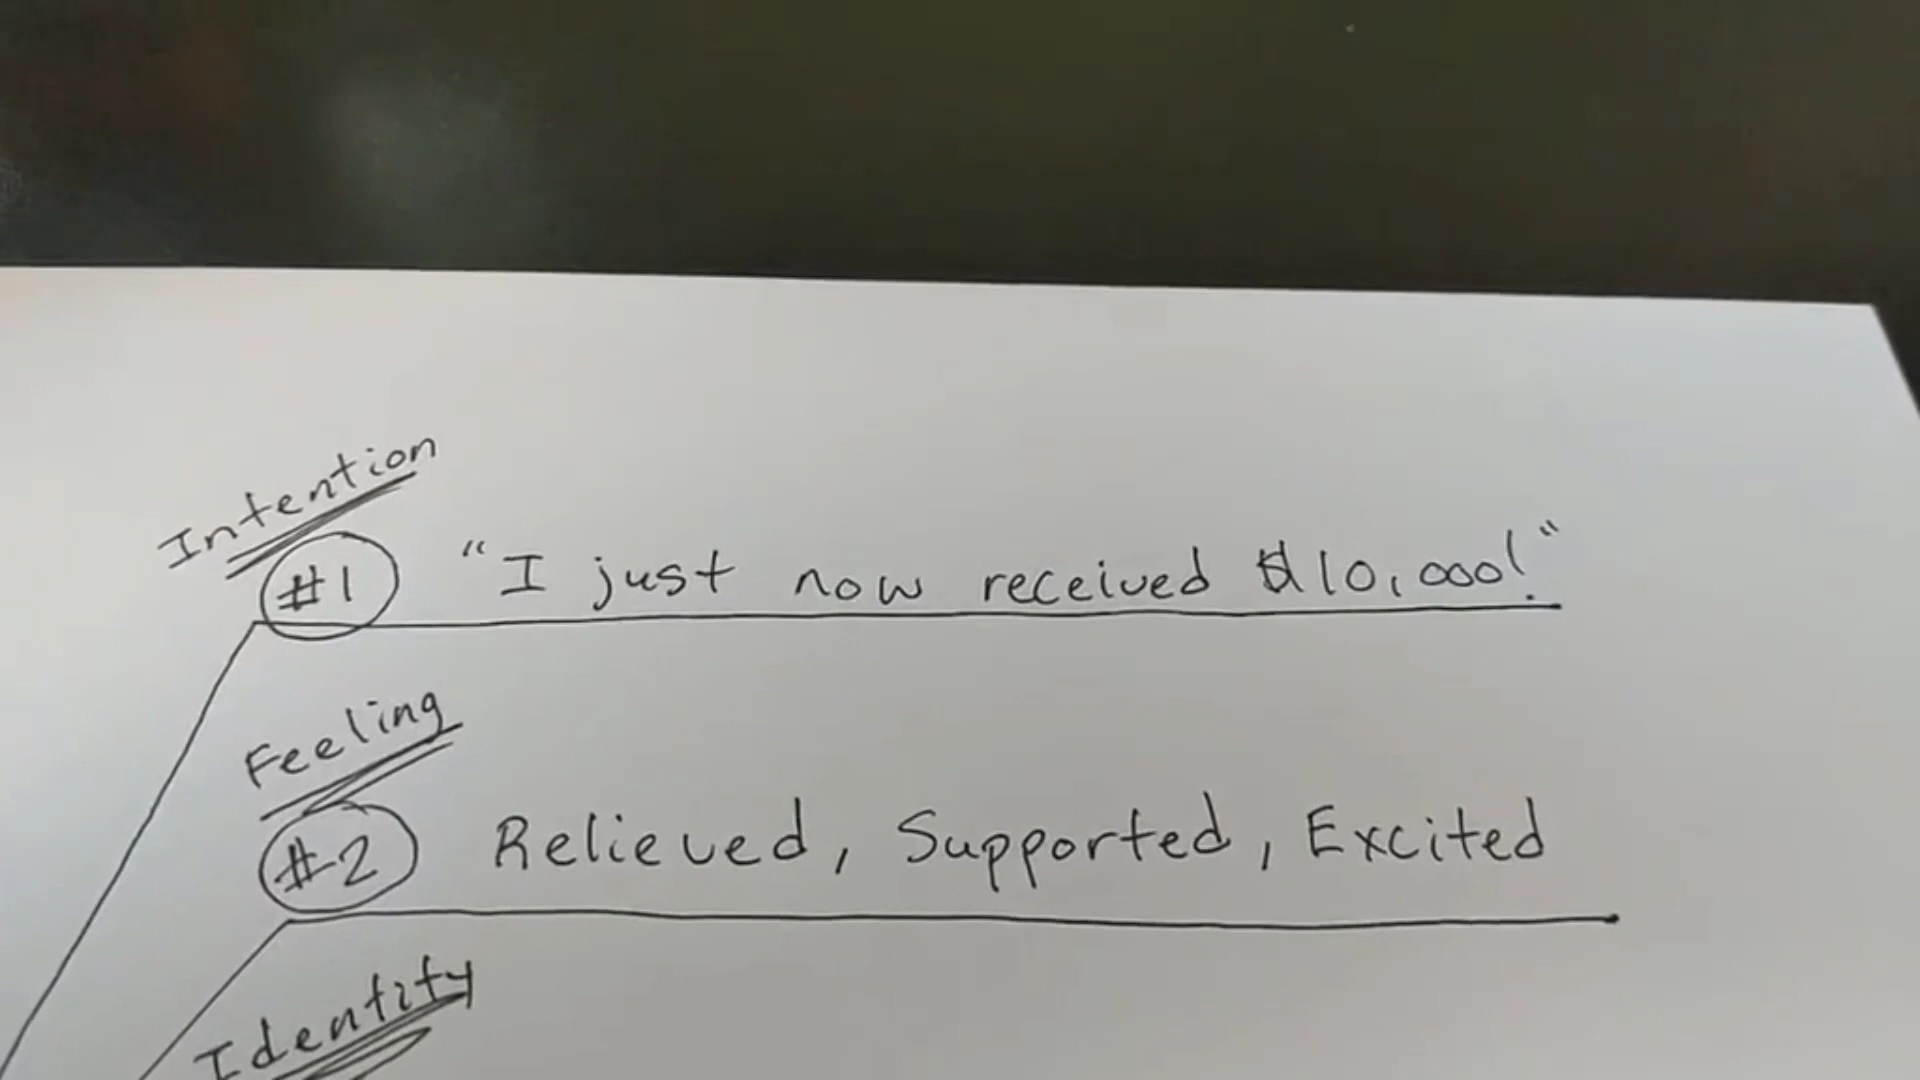 Intention
#1 "I just now received $10,000!"
Feeling
#2 Relieved, Supported, Excited
Identity